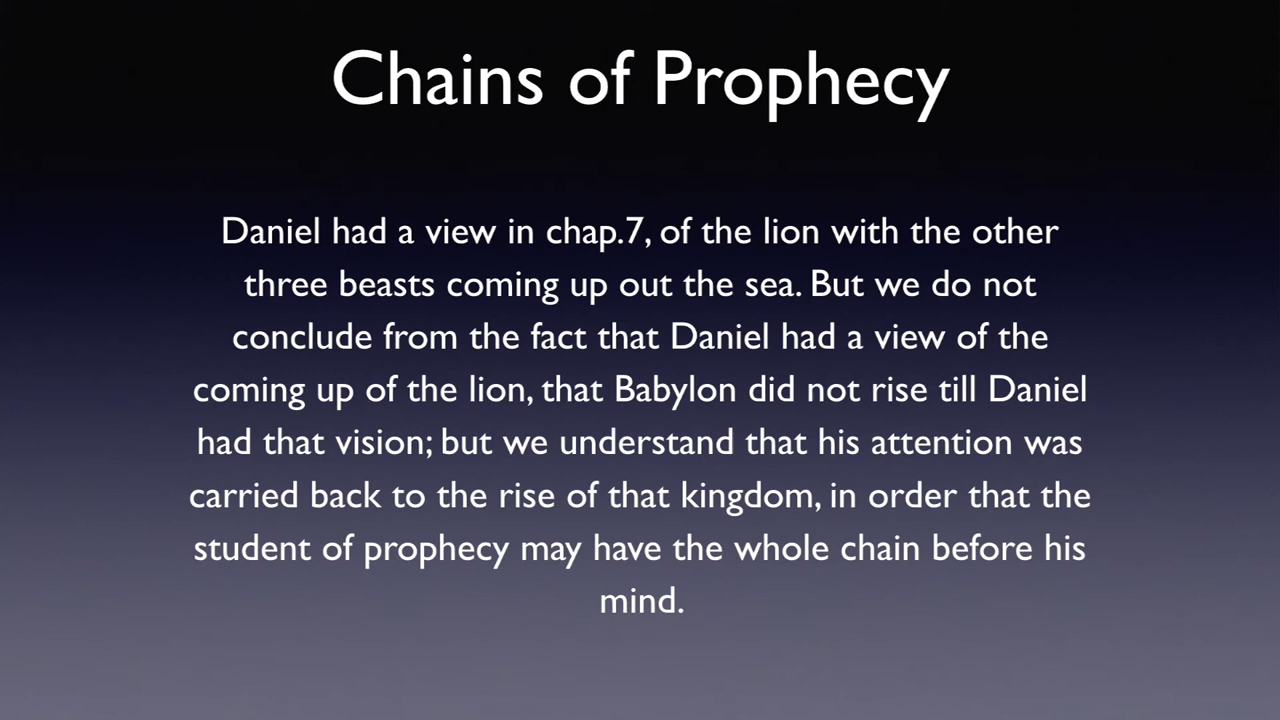 Chains of Prophecy
Daniel had a view in chap.7, of the lion with the other
three beasts coming up out the sea. But we do not
conclude from the fact that Daniel had a view of the
coming up of the lion, that Babylon did not rise till Daniel
had that vision; but we understand that his attention was
carried back to the rise of that kingdom, in order that the
student of prophecy may have the whole chain before his
mind.